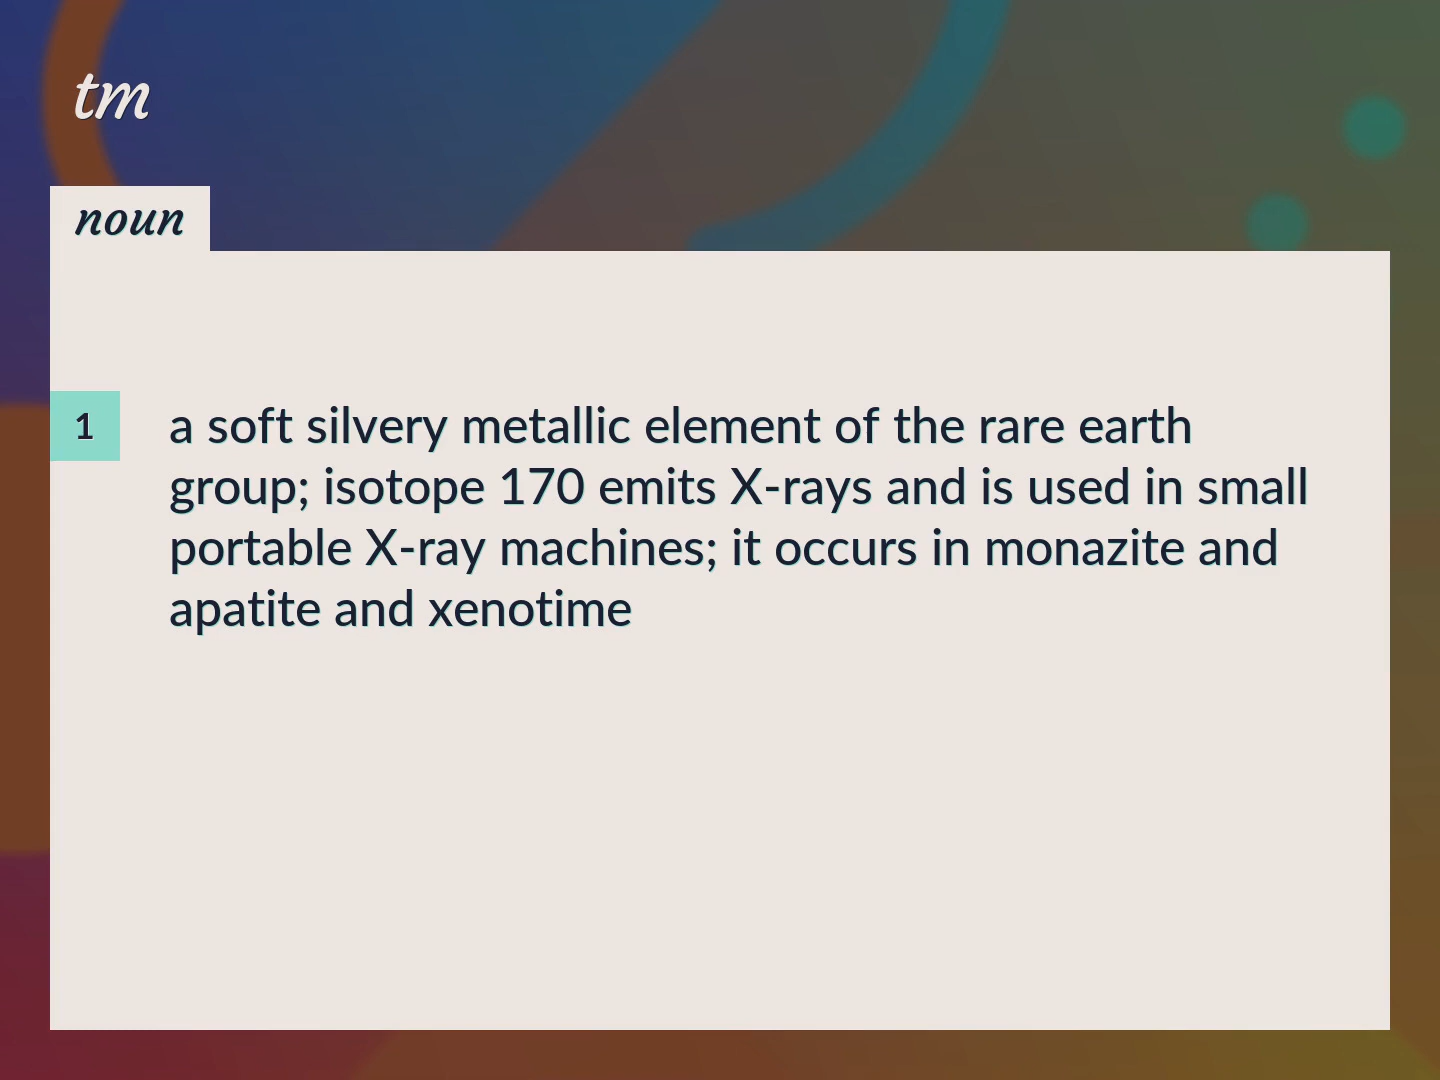 tm
noun
1
a soft silvery metallic element of the rare earth
group; isotope 170 emits X-rays and is used in small
portable X-ray machines; it occurs in monazite and
apatite and xenotime